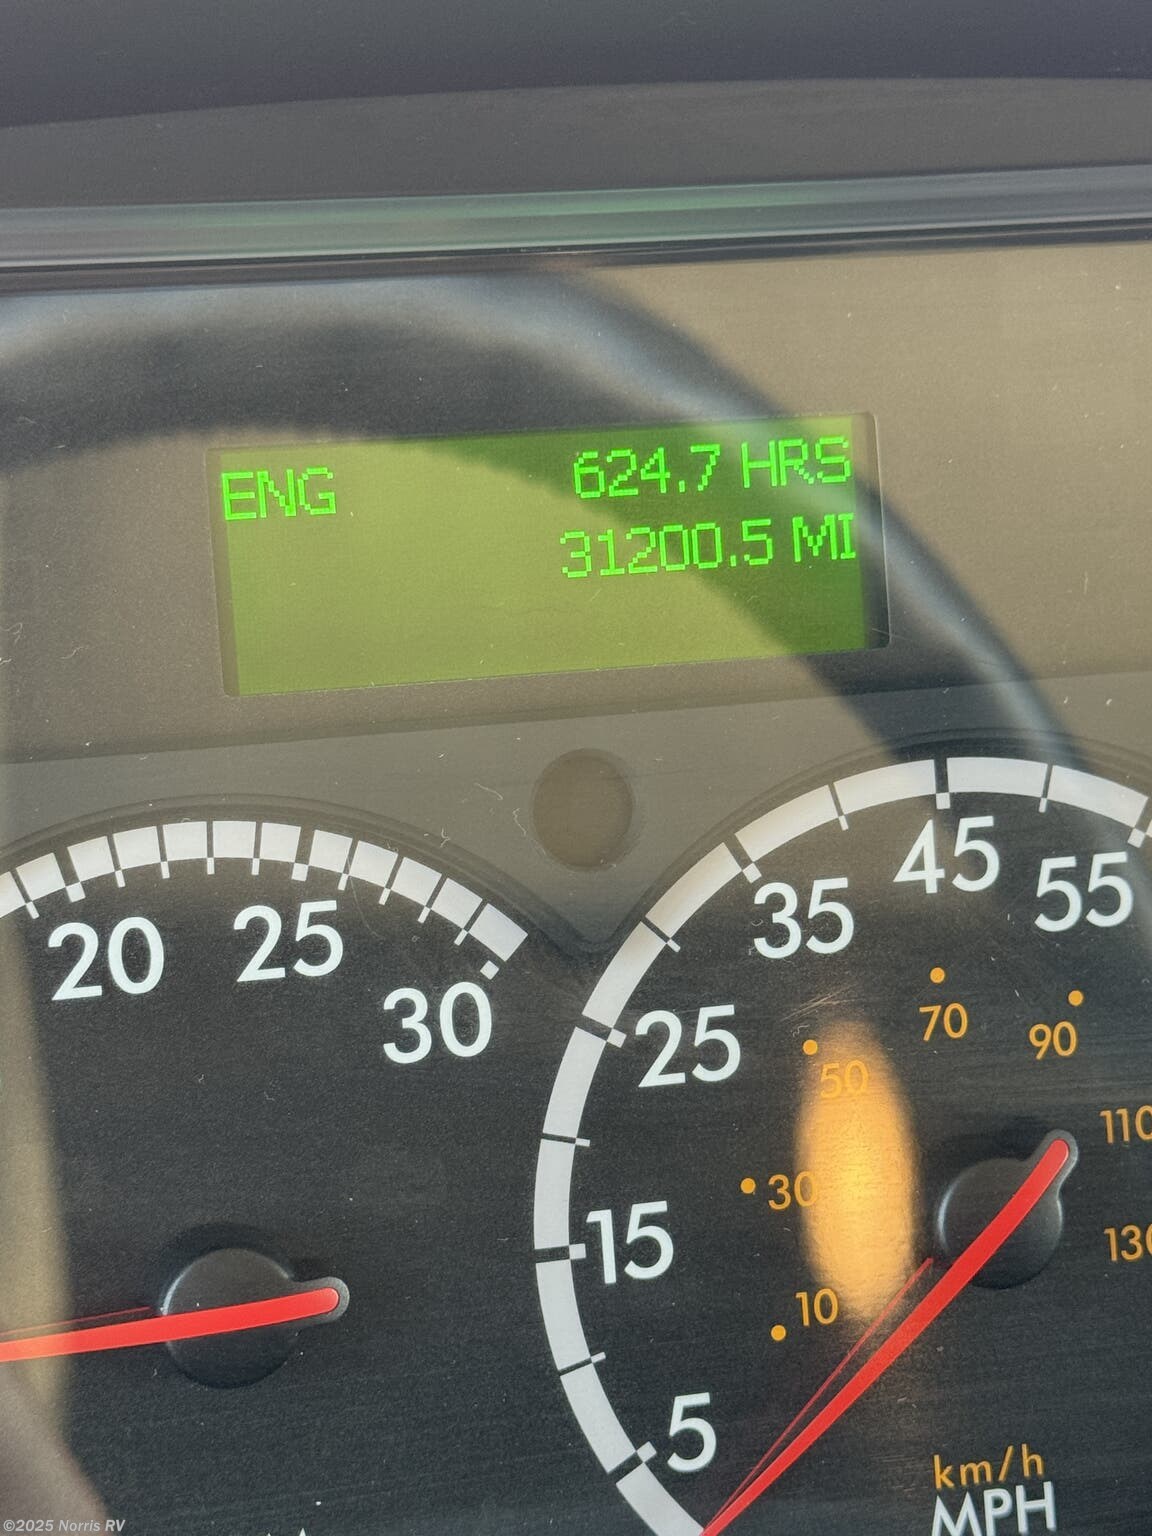 ENG 624.7 HRS
31200.5 MI
20 25 30
5 15 25 35 45 55
10 30 50 70 90 110
km/h
MPH
©2025 Norris RV